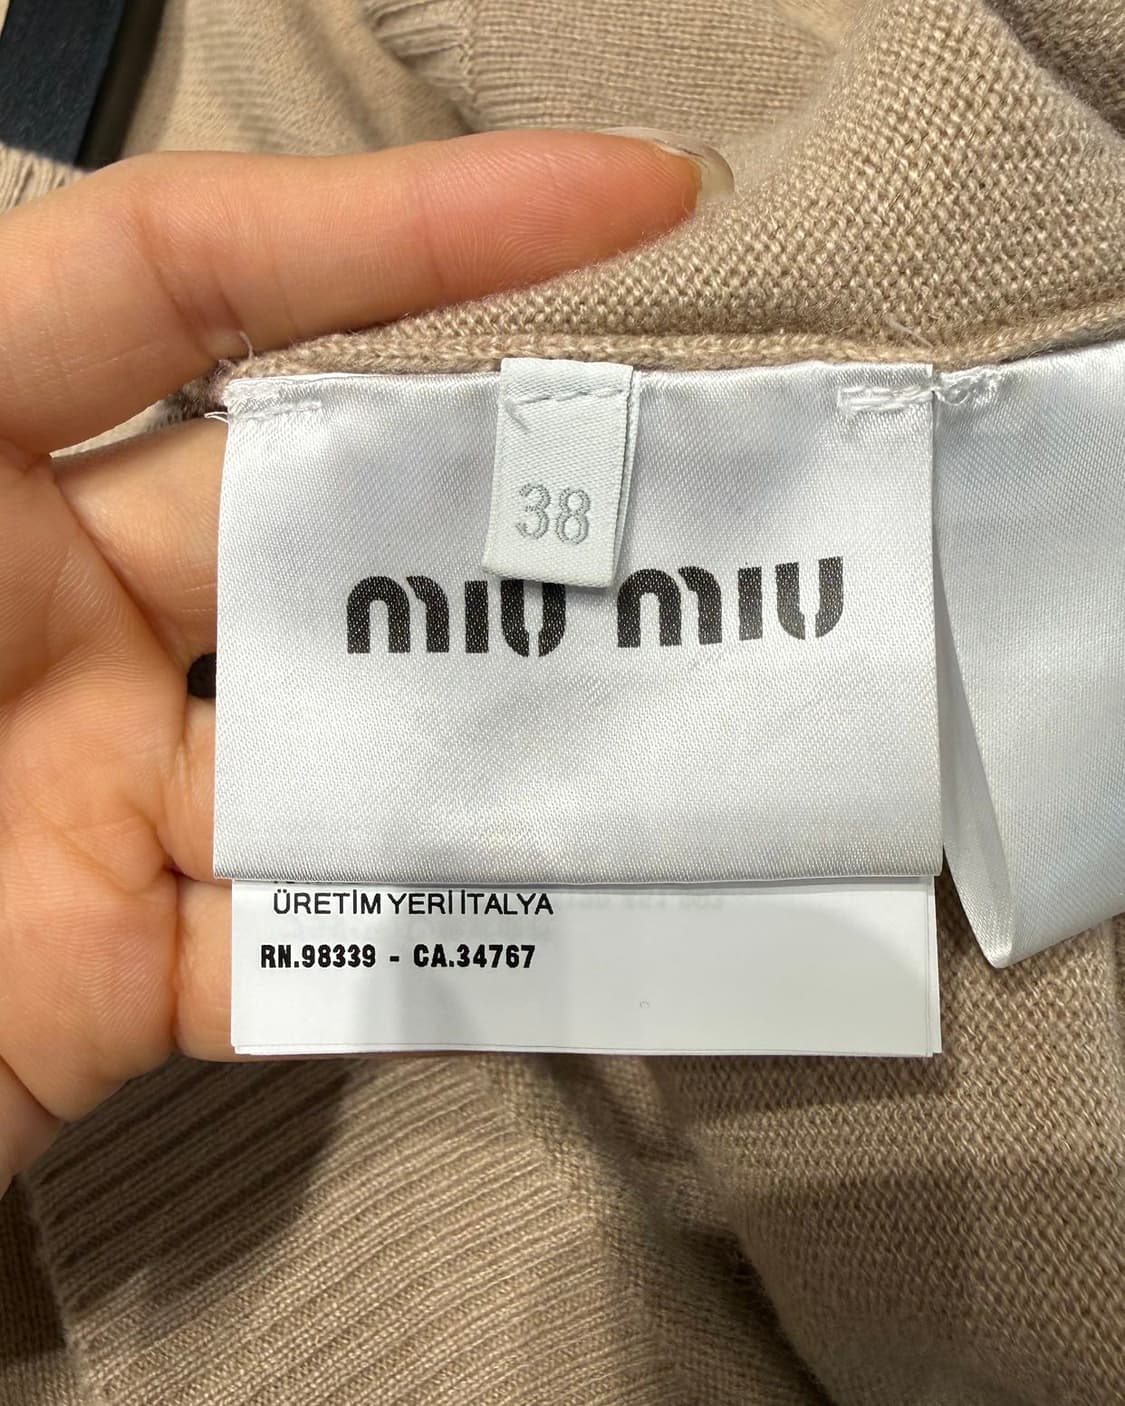 38
miu miu
ÜRETİM YERİ İTALYA
RN.98339 - CA.34767